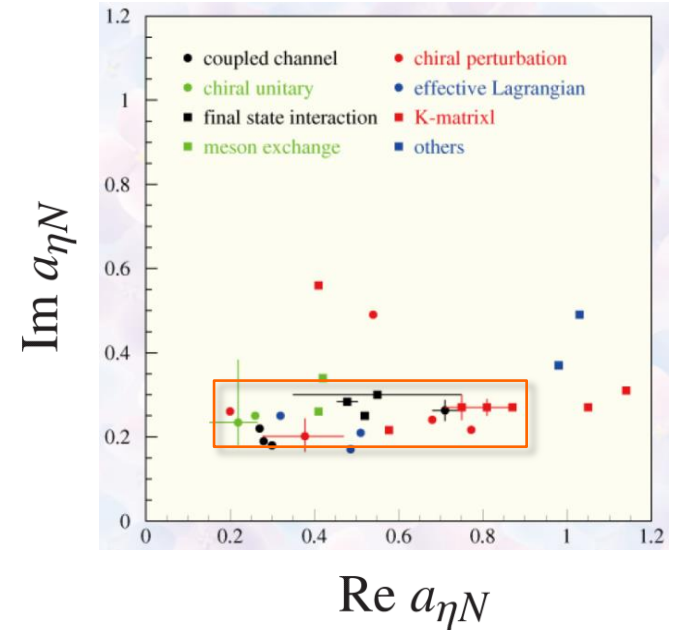 1.2
1
0.8
0.6
0.4
0.2
0
coupled channel
chiral unitary
final state interaction
meson exchange
chiral perturbation
effective Lagrangian
K-matrixl
others
0 0.2 0.4 0.6 0.8 1 1.2
Im aηN
Re aηN